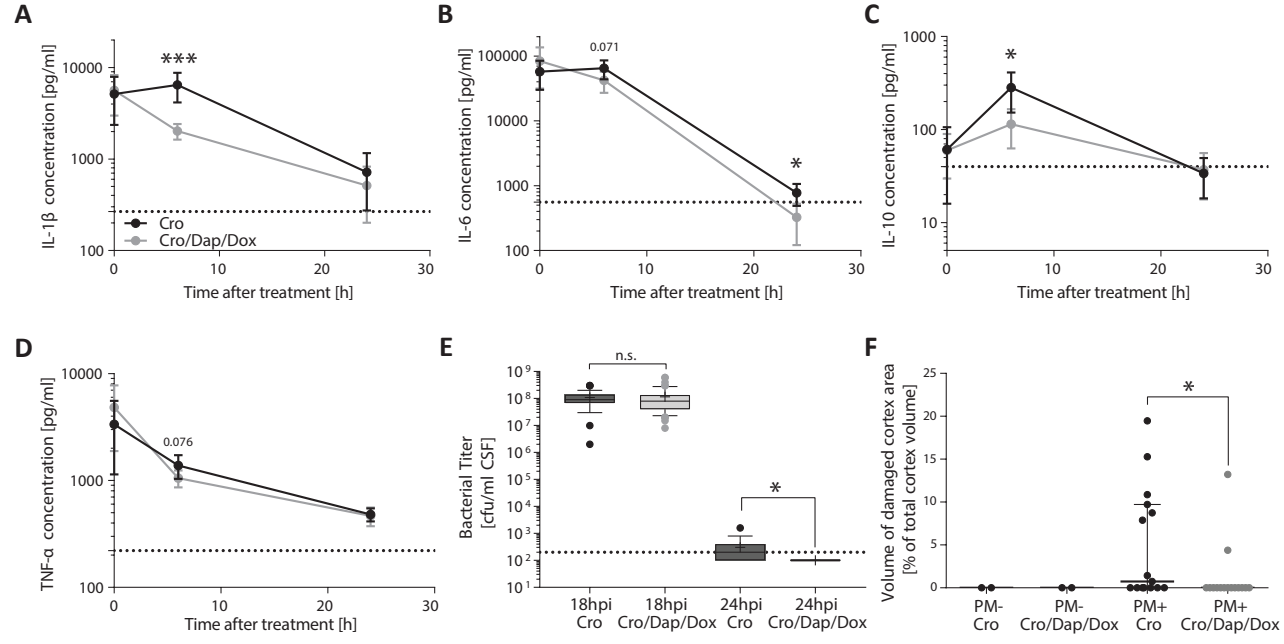 A
IL-1β concentration [pg/ml]
10000
1000
100
***
Cro
Cro/Dap/Dox
0 10 20 30
Time after treatment [h]
B
IL-6 concentration [pg/ml]
100000
10000
1000
100
0.071
*
0 10 20 30
Time after treatment [h]
C
IL-10 concentration [pg/ml]
1000
100
10
*
0 10 20 30
Time after treatment [h]
D
TNF-α concentration [pg/ml]
10000
1000
100
0.076
0 10 20 30
Time after treatment [h]
E
Bacterial Titer
[cfu/ml CSF]
10⁹
10⁸
10⁷
10⁶
10⁵
10⁴
10³
10²
10¹
n.s.
*
18hpi 18hpi 24hpi 24hpi
Cro Cro/Dap/Dox Cro Cro/Dap/Dox
F
Volume of damaged cortex area
[% of total cortex volume]
25
20
15
10
5
0
*
PM- PM- PM+ PM+
Cro Cro/Dap/Dox Cro Cro/Dap/Dox